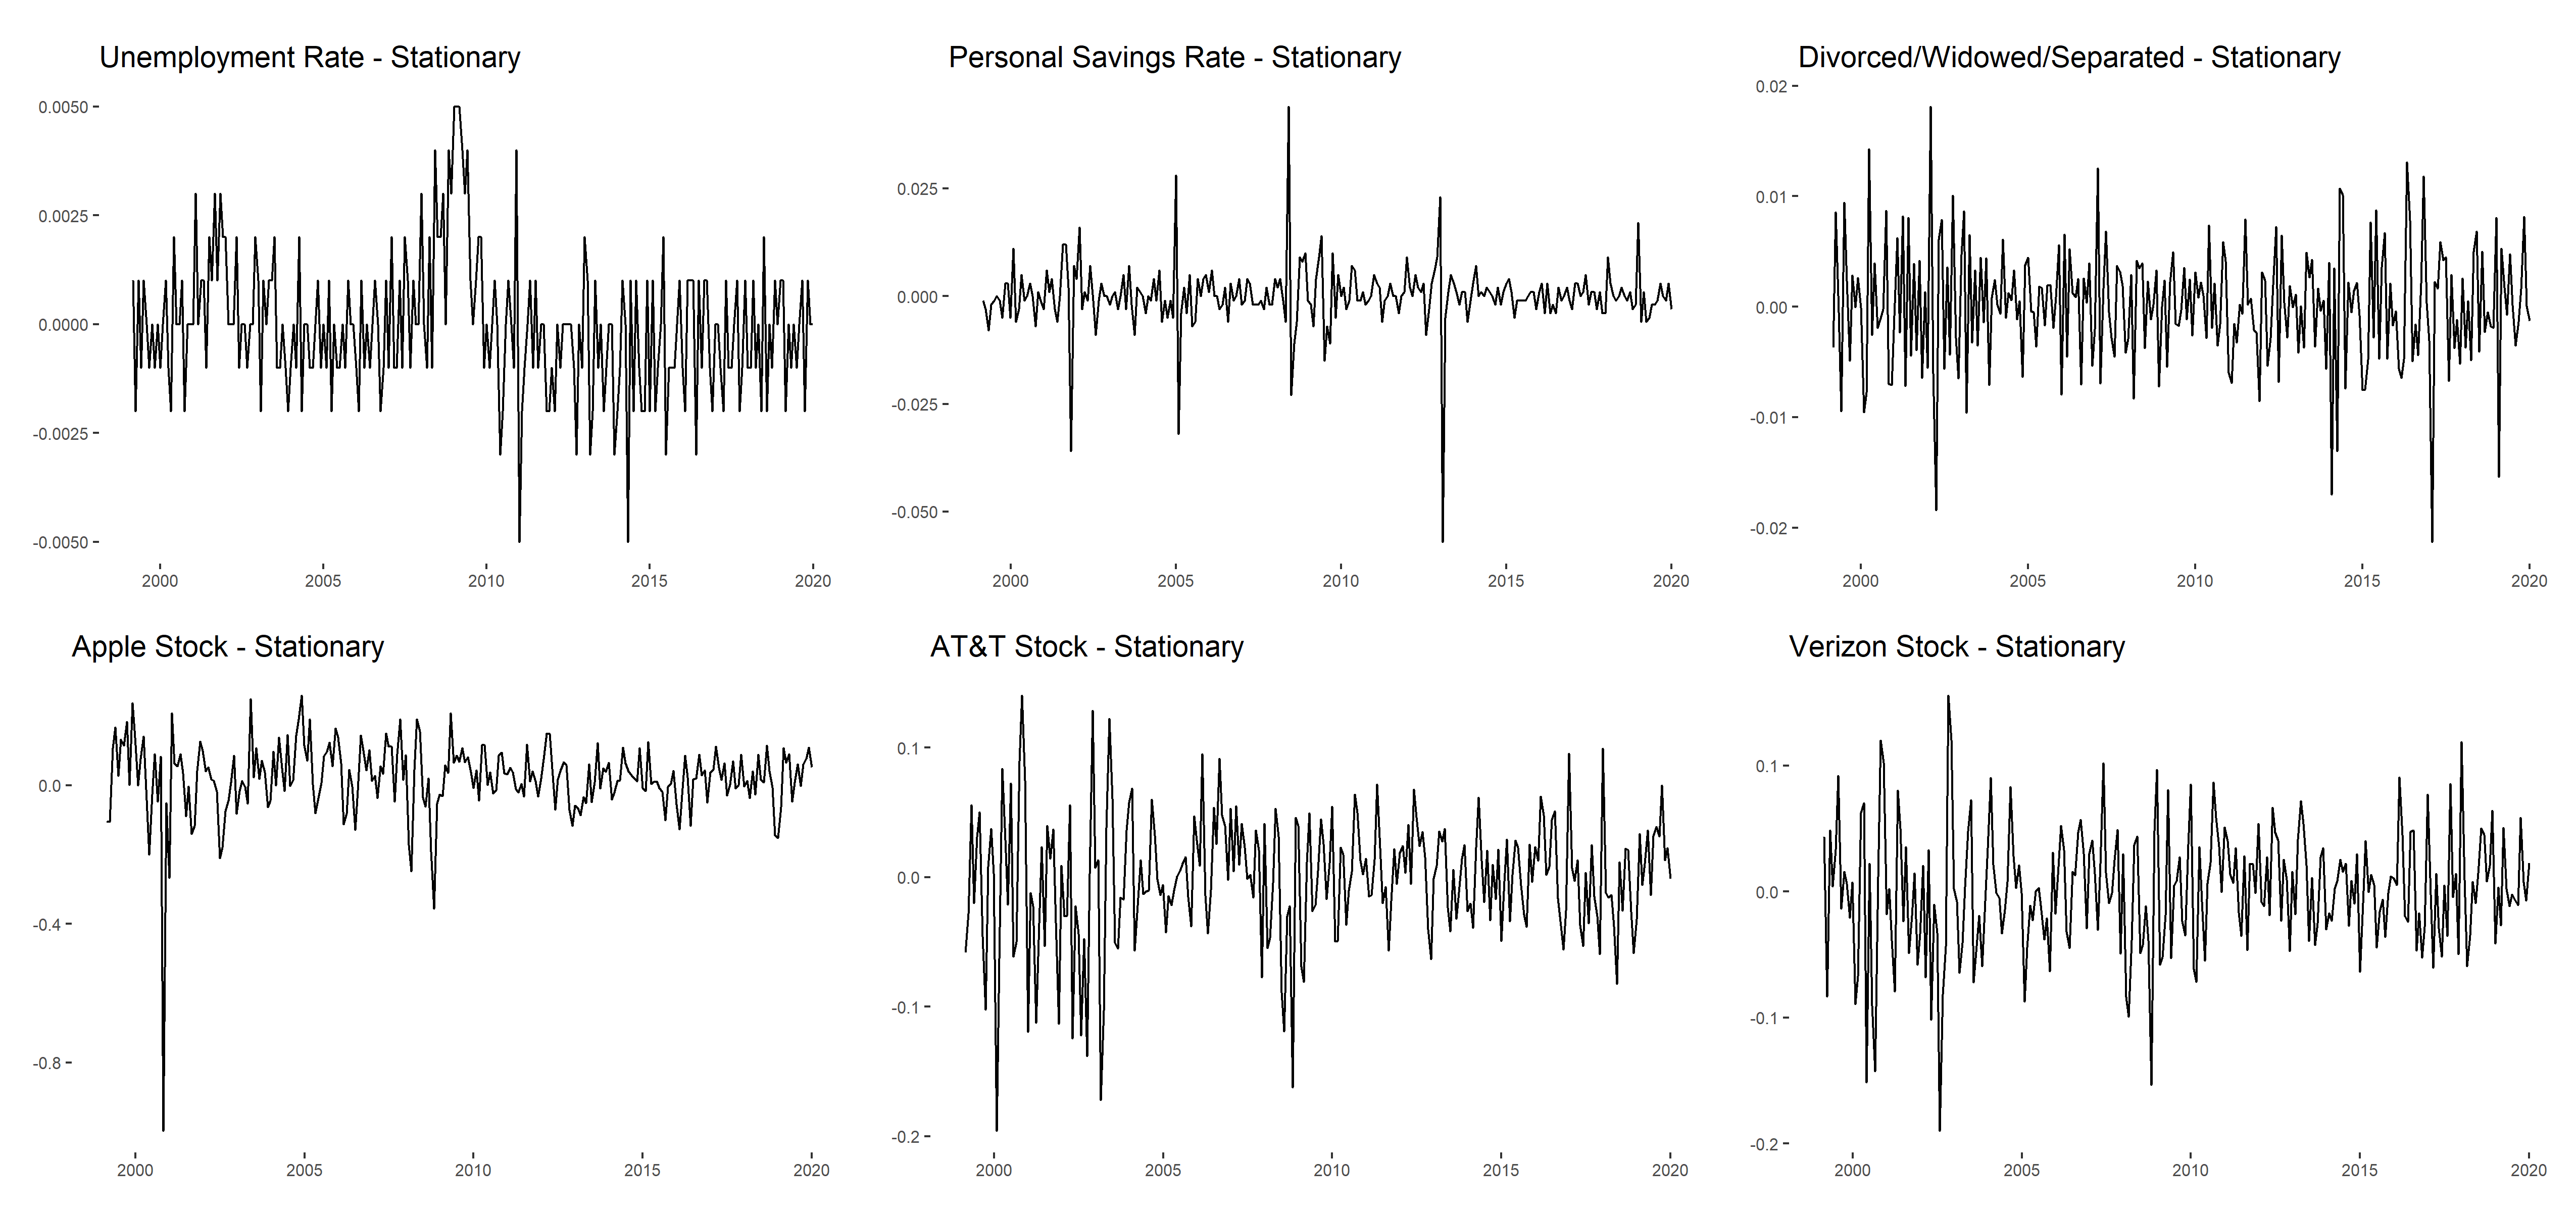 Unemployment Rate - Stationary
0.0050
0.0025
0.0000
-0.0025
-0.0050
2000 2005 2010 2015 2020
Personal Savings Rate - Stationary
0.025
0.000
-0.025
-0.050
2000 2005 2010 2015 2020
Divorced/Widowed/Separated - Stationary
0.02
0.01
0.00
-0.01
-0.02
2000 2005 2010 2015 2020
Apple Stock - Stationary
0.0
-0.4
-0.8
2000 2005 2010 2015 2020
AT&T Stock - Stationary
0.1
0.0
-0.1
-0.2
2000 2005 2010 2015 2020
Verizon Stock - Stationary
0.1
0.0
-0.1
-0.2
2000 2005 2010 2015 2020